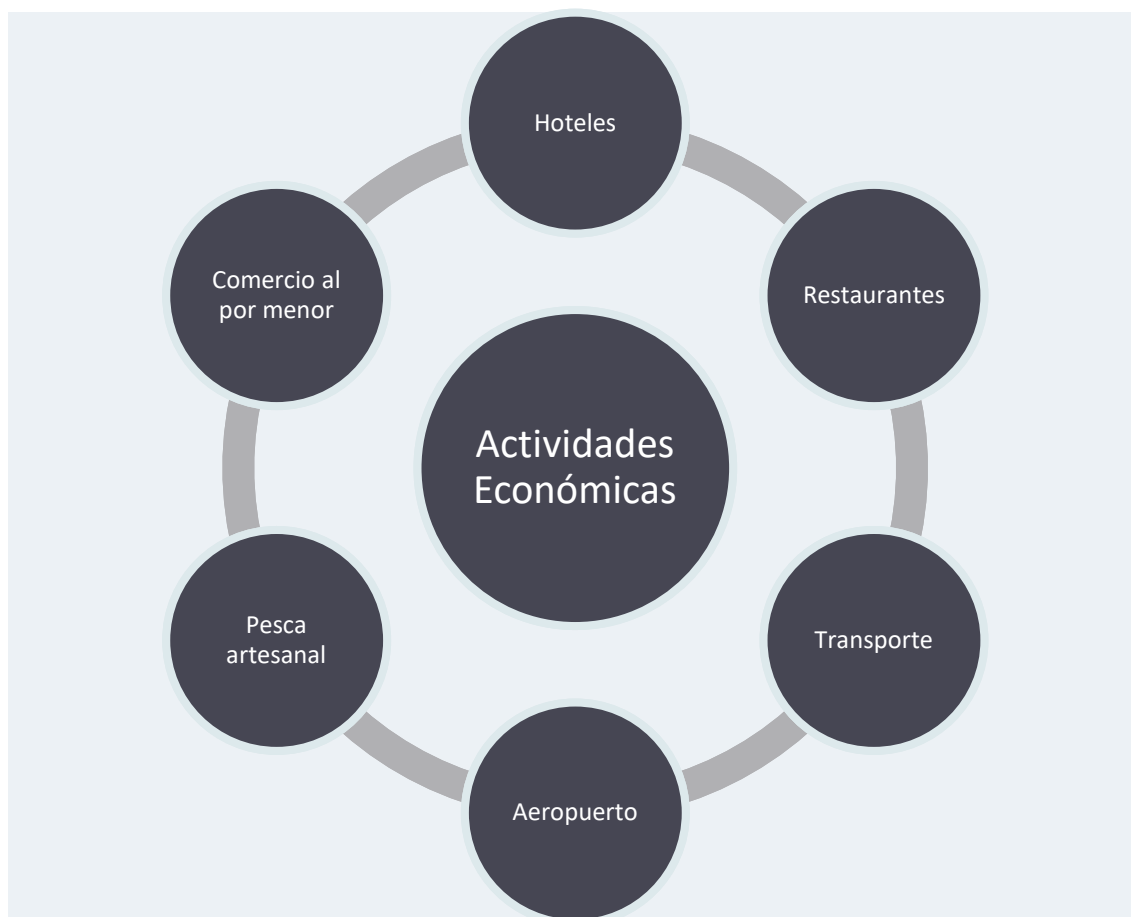 Hoteles
Comercio al
por menor
Restaurantes
Actividades
Económicas
Pesca
artesanal
Transporte
Aeropuerto